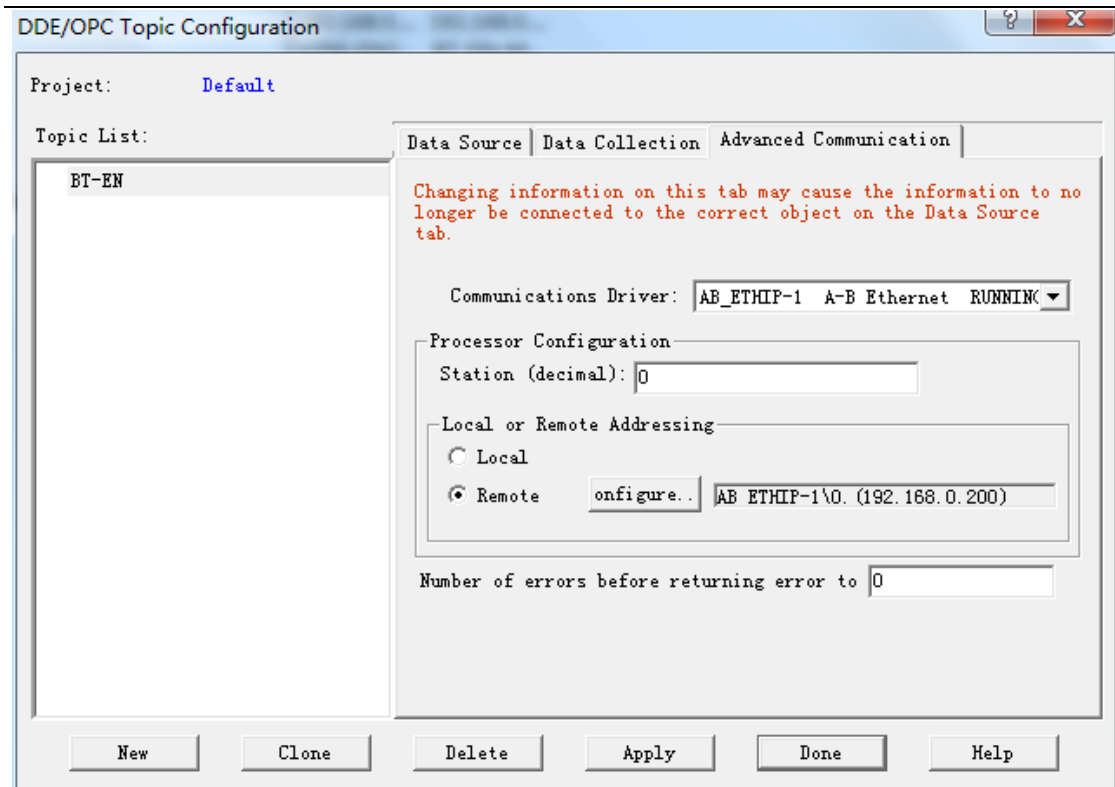 DDE/OPC Topic Configuration
Project: Default
Topic List:
BT-EN
Data Source Data Collection Advanced Communication
Changing information on this tab may cause the information to no
longer be connected to the correct object on the Data Source
tab.
Communications Driver: AB_ETHIP-1 A-B Ethernet RUNNING
Processor Configuration
Station (decimal): 0
Local or Remote Addressing
Local
Remote onfigure.. AB_ETHIP-1\0. (192.168.0.200)
Number of errors before returning error to 0
New Clone Delete Apply Done Help